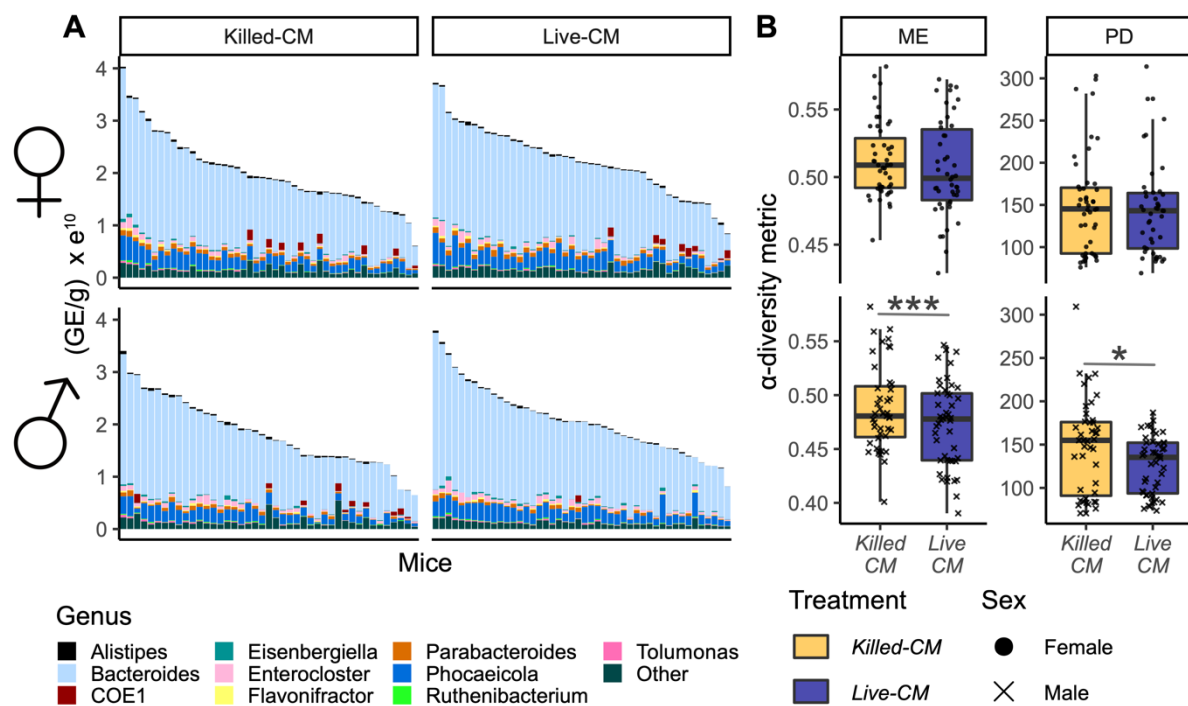 A
Killed-CM
Live-CM
4
3
2
1
0
4
3
2
1
0
(GE/g) x e10
Mice
B
ME
PD
0.55
0.50
0.45
300
250
200
150
100
***
*
0.55
0.50
0.45
0.40
300
250
200
150
100
α-diversity metric
Killed CM
Live CM
Killed CM
Live CM
Genus
Alistipes
Bacteroides
COE1
Eisenbergiella
Enterocloster
Flavonifractor
Parabacteroides
Phocaeicola
Ruthenibacterium
Tolumonas
Other
Treatment
Killed-CM
Live-CM
Sex
Female
Male